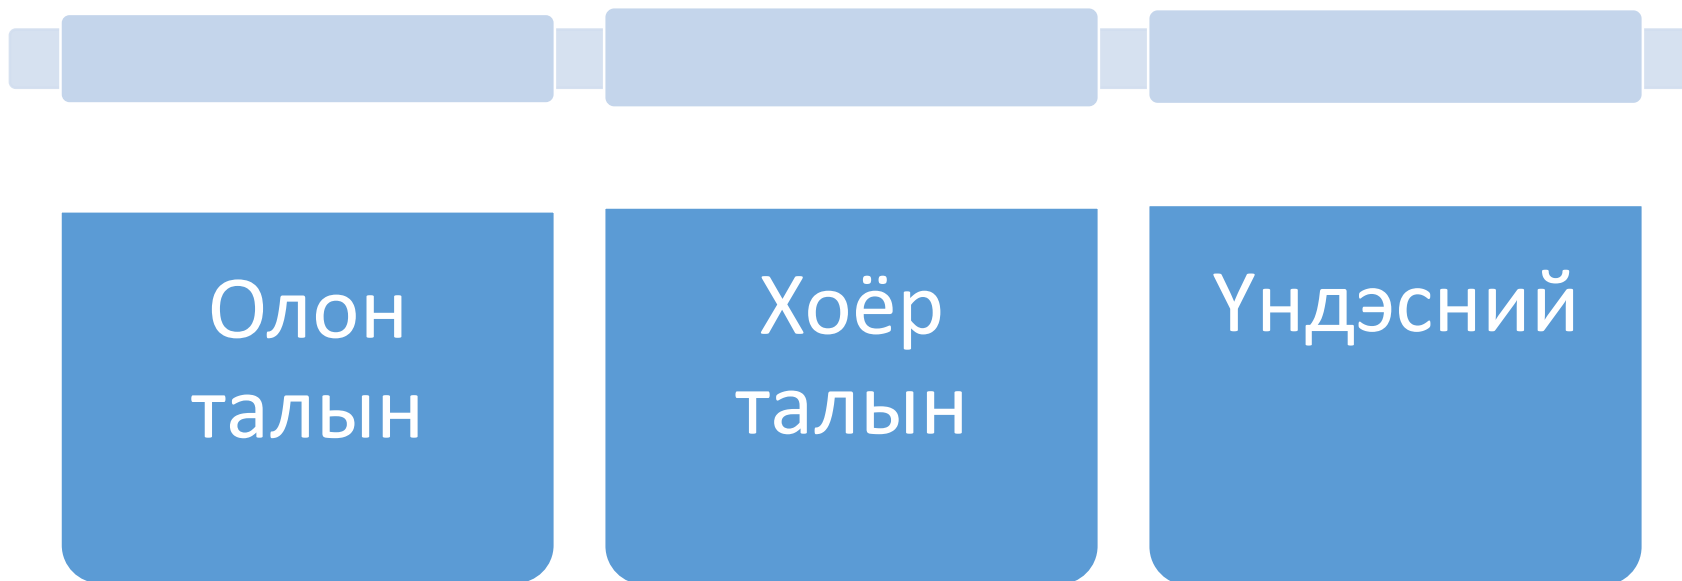 Олон
талын
Хоёр
талын
Үндэсний